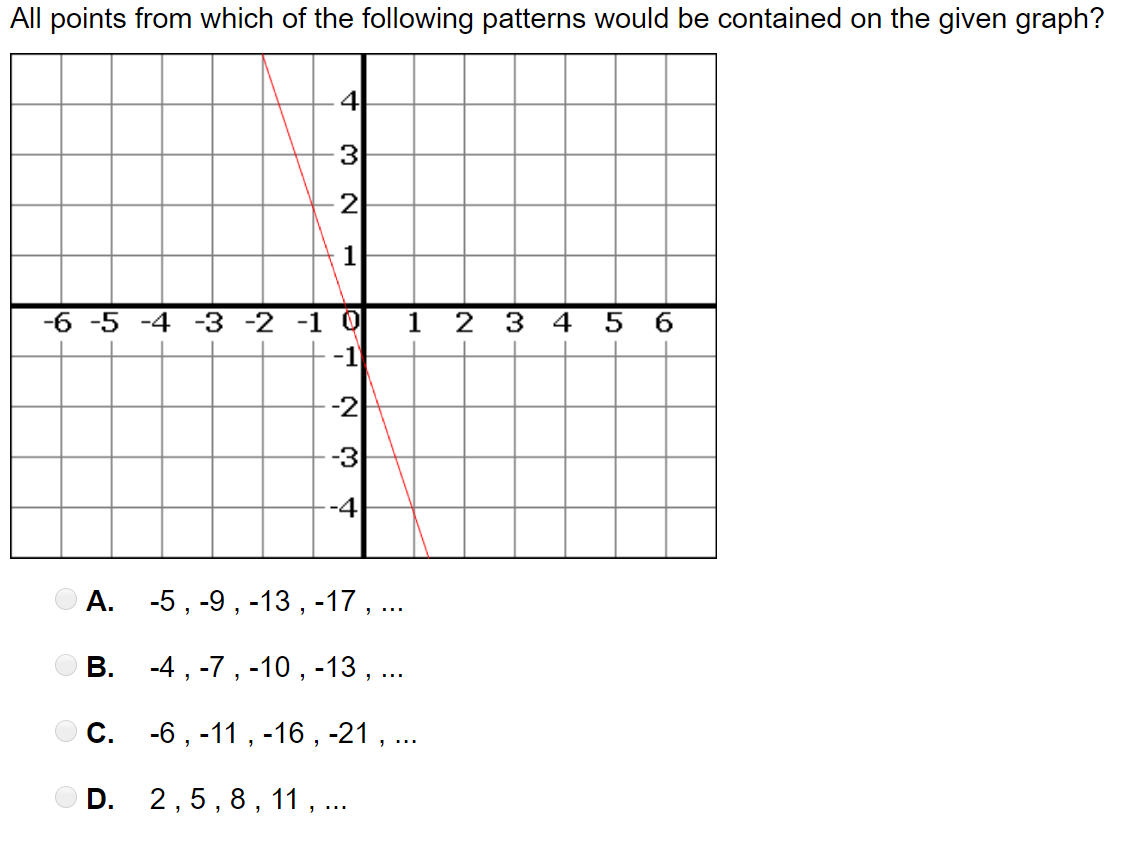 All points from which of the following patterns would be contained on the given graph?
4
3
2
1
-6 -5 -4 -3 -2 -1 0 1 2 3 4 5 6
-1
-2
-3
-4
A. -5 , -9 , -13 , -17 , ...
B. -4 , -7 , -10 , -13 , ...
C. -6 , -11 , -16 , -21 , ...
D. 2 , 5 , 8 , 11 , ...